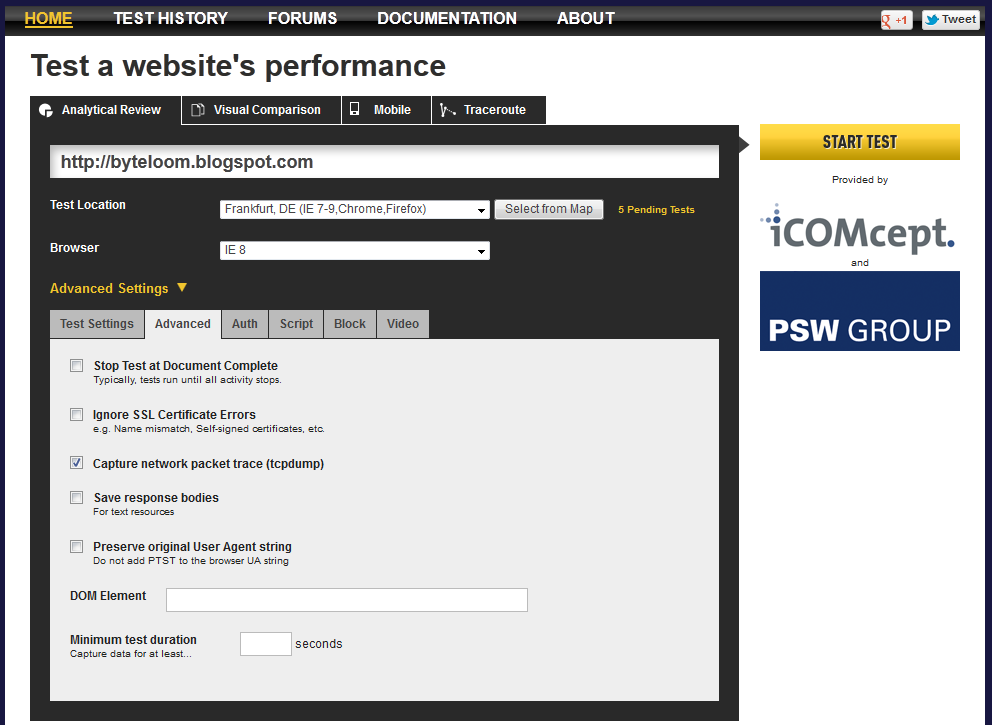 HOME TEST HISTORY FORUMS DOCUMENTATION ABOUT
g +1 Tweet
Test a website's performance
Analytical Review Visual Comparison Mobile Traceroute
http://byteloom.blogspot.com
START TEST
Provided by
Test Location Frankfurt, DE (IE 7-9,Chrome,Firefox) Select from Map 5 Pending Tests
iCOMcept.
and
Browser IE 8
PSW GROUP
Advanced Settings ▼
Test Settings Advanced Auth Script Block Video
Stop Test at Document Complete
Typically, tests run until all activity stops.
Ignore SSL Certificate Errors
e.g. Name mismatch, Self-signed certificates, etc.
Capture network packet trace (tcpdump)
Save response bodies
For text resources
Preserve original User Agent string
Do not add PTST to the browser UA string
DOM Element
Minimum test duration seconds
Capture data for at least...